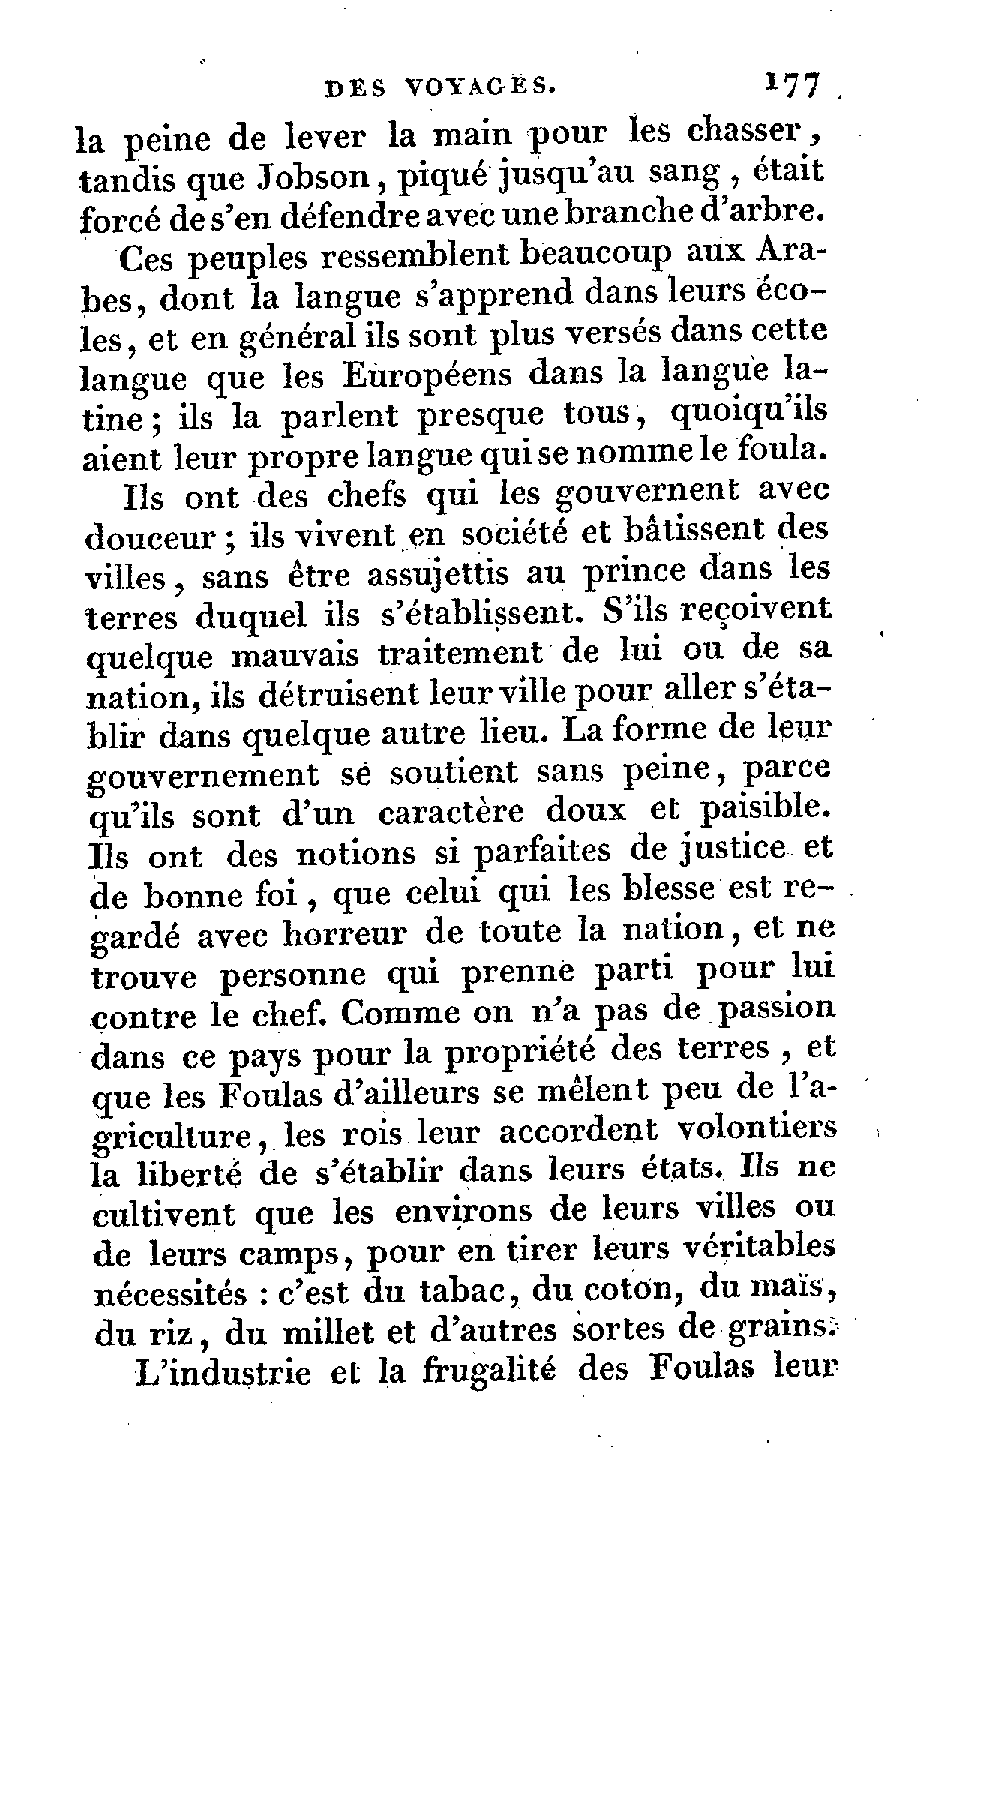 DES VOYAGES. 177
la peine de lever la main pour les chasser,
tandis que Jobson, piqué jusqu'au sang, était
forcé de s'en défendre avec une branche d'arbre.
Ces peuples ressemblent beaucoup aux Ara-
bes, dont la langue s'apprend dans leurs éco-
les, et en général ils sont plus versés dans cette
langue que les Européens dans la langue la-
tine; ils la parlent presque tous, quoiqu'ils
aient leur propre langue qui se nomme le foula.
Ils ont des chefs qui les gouvernent avec
douceur; ils vivent en société et bâtissent des
villes, sans être assujettis au prince dans les
terres duquel ils s'établissent. S'ils reçoivent
quelque mauvais traitement de lui ou de sa
nation, ils détruisent leur ville pour aller s'éta-
blir dans quelque autre lieu. La forme de leur
gouvernement se soutient sans peine, parce
qu'ils sont d'un caractère doux et paisible.
Ils ont des notions si parfaites de justice et
de bonne foi, que celui qui les blesse est re-
gardé avec horreur de toute la nation, et ne
trouve personne qui prenne parti pour lui
contre le chef. Comme on n'a pas de passion
dans ce pays pour la propriété des terres, et
que les Foulas d'ailleurs se mêlent peu de l'a-
griculture, les rois leur accordent volontiers
la liberté de s'établir dans leurs états. Ils ne
cultivent que les environs de leurs villes ou
de leurs camps, pour en tirer leurs véritables
nécessités : c'est du tabac, du coton, du maïs,
du riz, du millet et d'autres sortes de grains.
L'industrie et la frugalité des Foulas leur